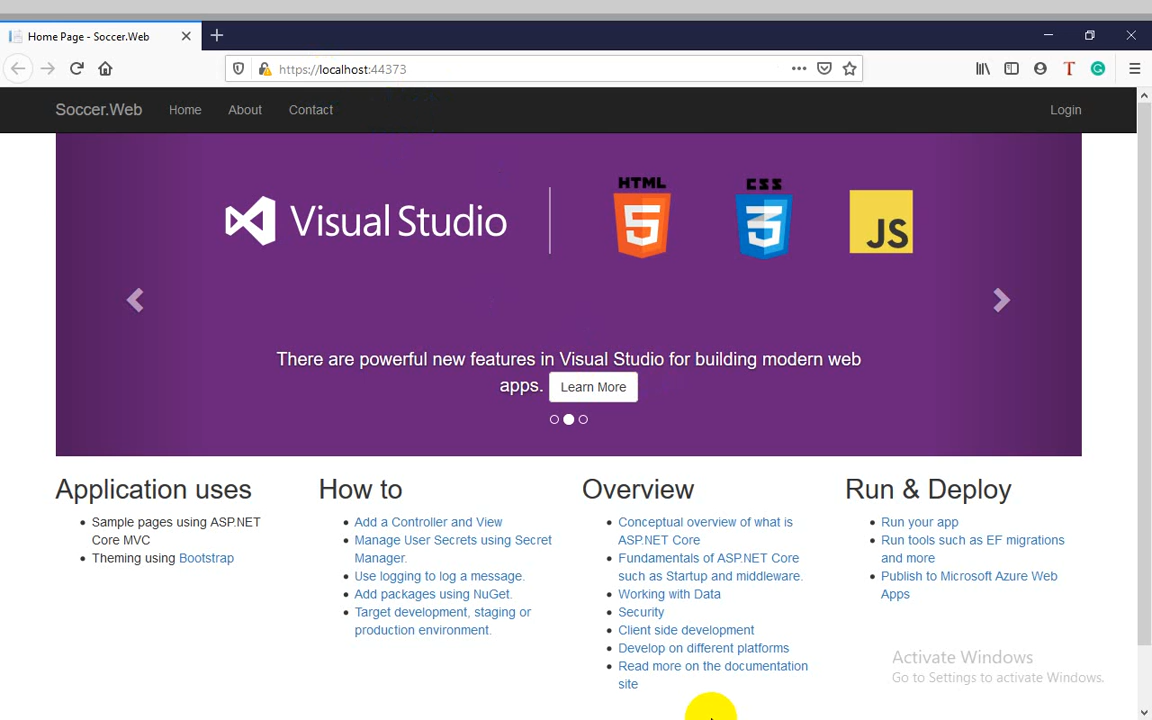 Home Page - Soccer.Web
https://localhost:44373
T
Soccer.Web Home About Contact Login
Visual Studio
HTML
5
CSS
3
JS
There are powerful new features in Visual Studio for building modern web
apps. Learn More
Application uses
Sample pages using ASP.NET
Core MVC
Theming using Bootstrap
How to
Add a Controller and View
Manage User Secrets using Secret
Manager.
Use logging to log a message.
Add packages using NuGet.
Target development, staging or
production environment.
Overview
Conceptual overview of what is
ASP.NET Core
Fundamentals of ASP.NET Core
such as Startup and middleware.
Working with Data
Security
Client side development
Develop on different platforms
Read more on the documentation
site
Run & Deploy
Run your app
Run tools such as EF migrations
and more
Publish to Microsoft Azure Web
Apps
Activate Windows
Go to Settings to activate Windows.